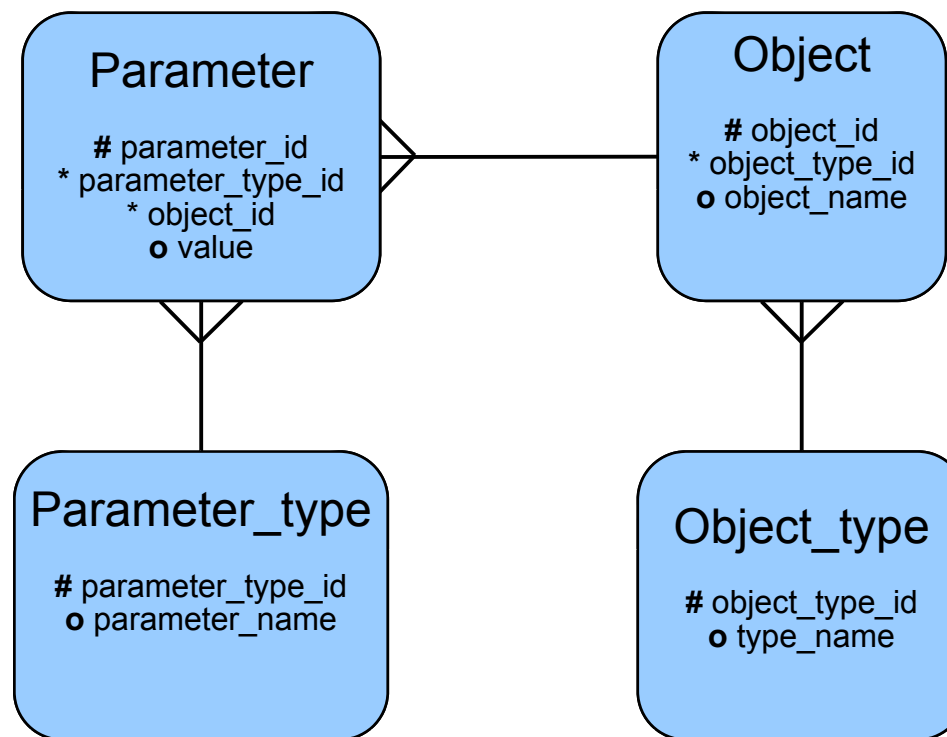 Parameter
# parameter_id
* parameter_type_id
* object_id
o value
Object
# object_id
* object_type_id
o object_name
Parameter_type
# parameter_type_id
o parameter_name
Object_type
# object_type_id
o type_name